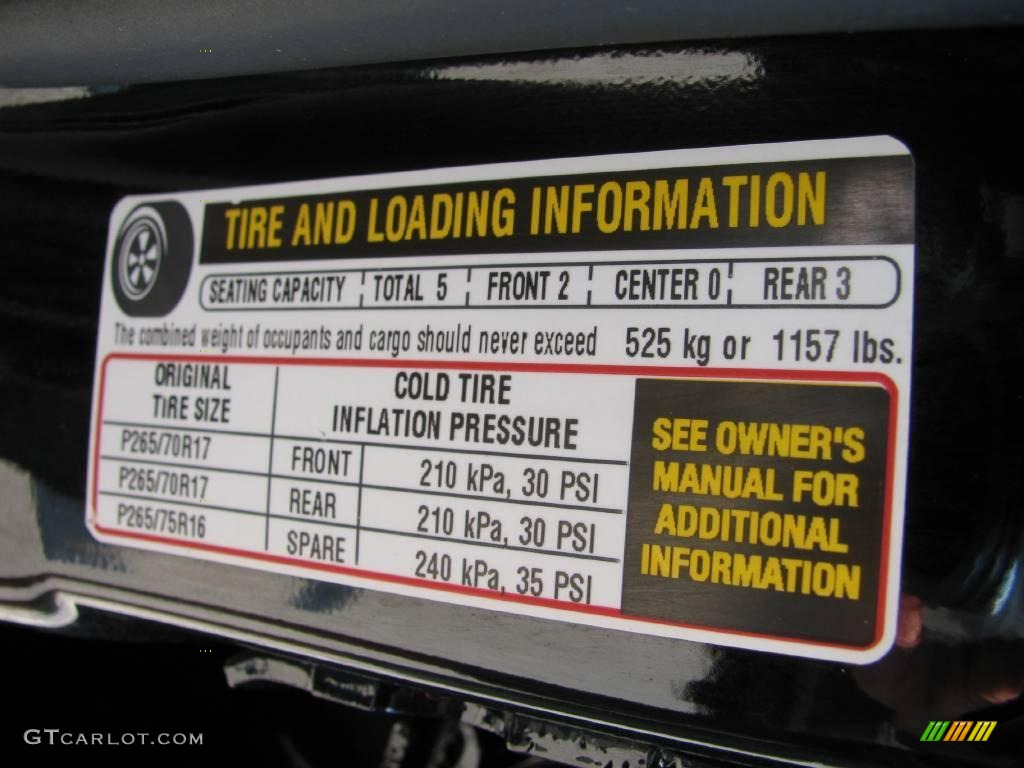 TIRE AND LOADING INFORMATION
SEATING CAPACITY TOTAL 5 FRONT 2 CENTER 0 REAR 3
The combined weight of occupants and cargo should never exceed 525 kg or 1157 lbs.
ORIGINAL
TIRE SIZE
COLD TIRE
INFLATION PRESSURE
P265/70R17 FRONT 210 kPa, 30 PSI
P265/70R17 REAR 210 kPa, 30 PSI
P265/75R16 SPARE 240 kPa, 35 PSI
SEE OWNER'S
MANUAL FOR
ADDITIONAL
INFORMATION
GTCARLOT.COM